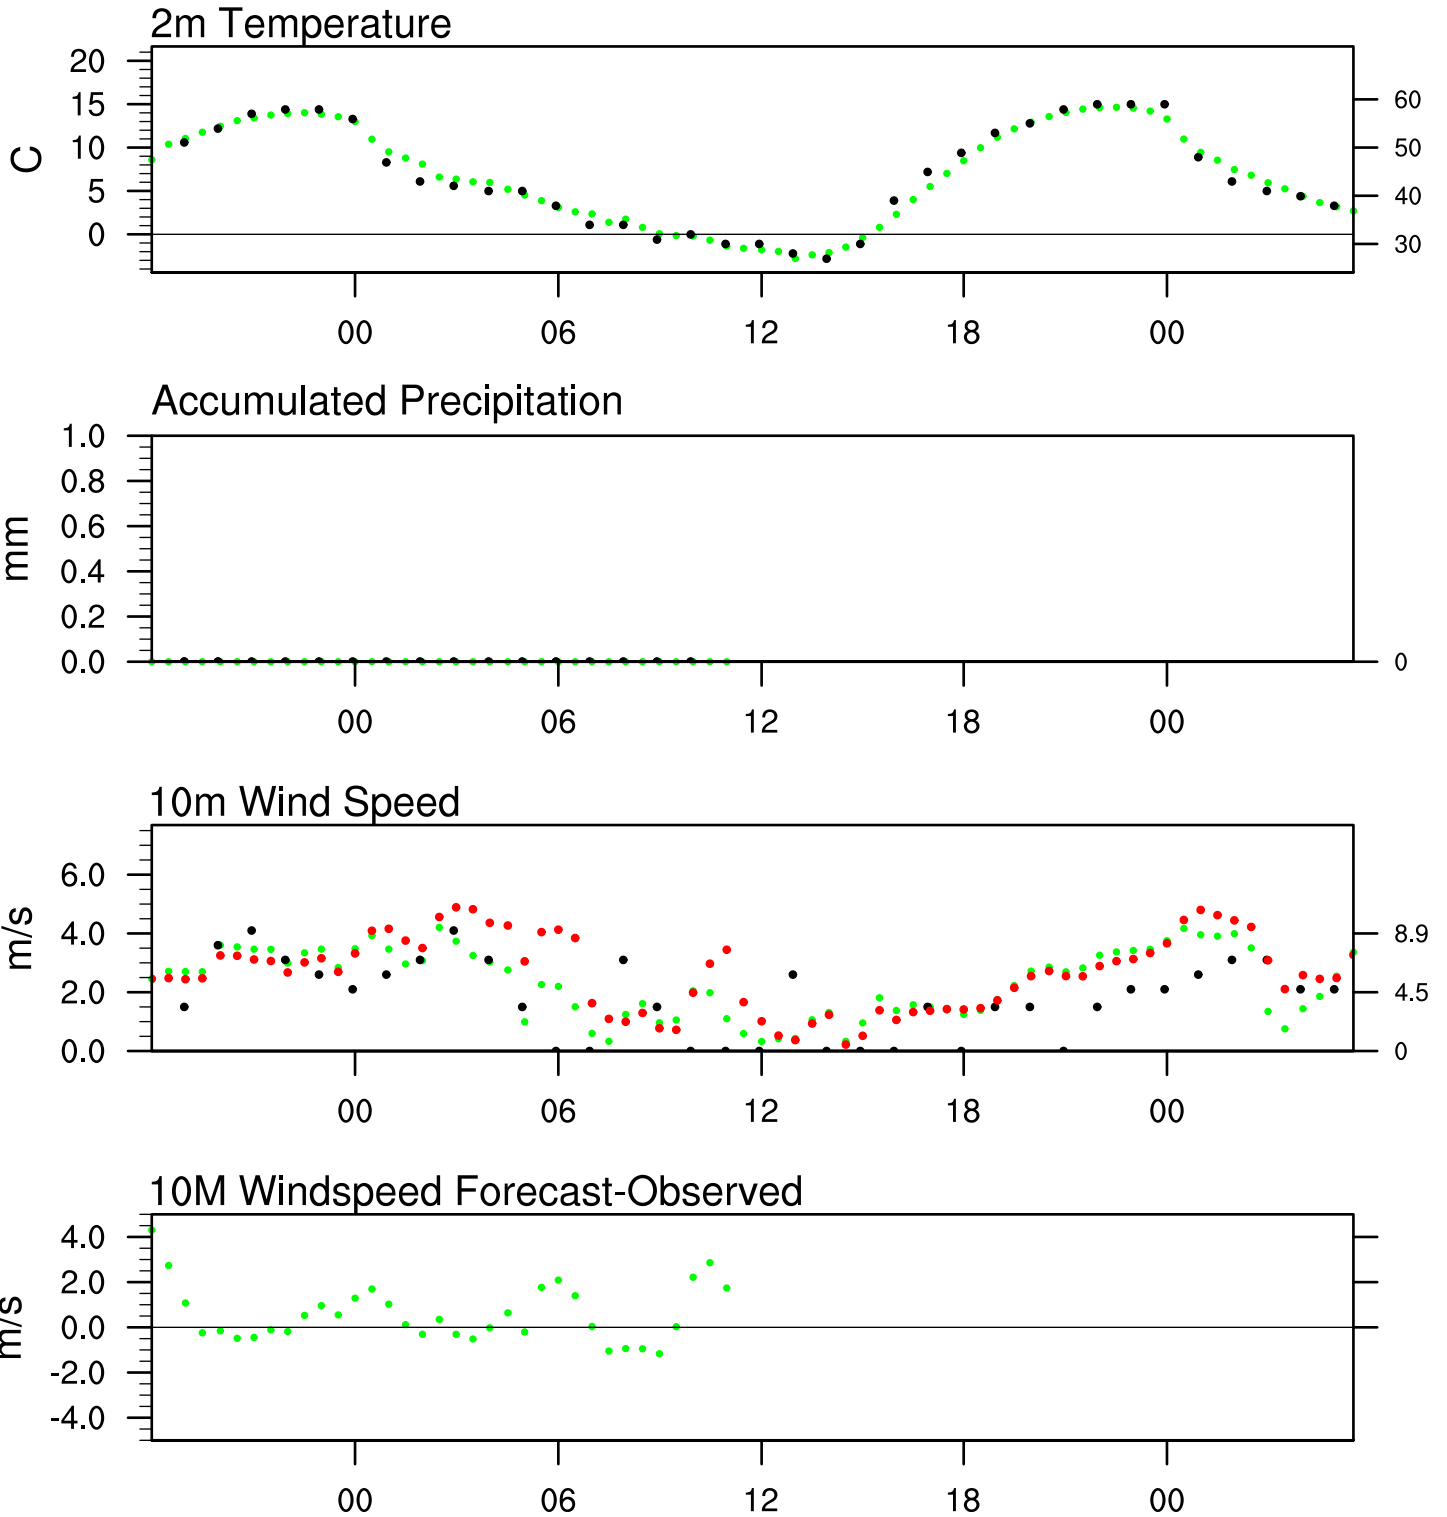 2m Temperature
20
15
10
5
0
C
60
50
40
30
00 06 12 18 00
Accumulated Precipitation
1.0
0.8
0.6
0.4
0.2
0.0
mm
0
00 06 12 18 00
10m Wind Speed
6.0
4.0
2.0
0.0
m/s
8.9
4.5
0
00 06 12 18 00
10M Windspeed Forecast-Observed
4.0
2.0
0.0
-2.0
-4.0
m/s
00 06 12 18 00